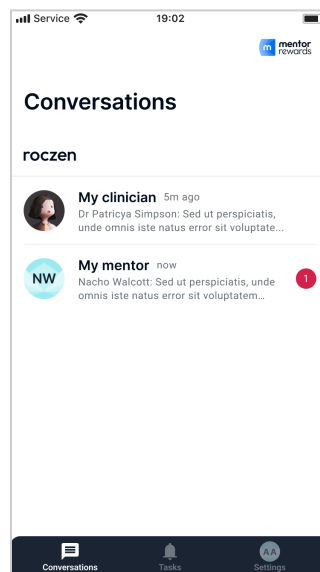 Service 19:02
m mentor
rewards
Conversations
roczen
My clinician 5m ago
Dr Patricya Simpson: Sed ut perspiciatis,
unde omnis iste natus error sit voluptate...
NW My mentor now
Nacho Walcott: Sed ut perspiciatis, unde
omnis iste natus error sit voluptatem...
1
AA
Conversations Tasks Settings